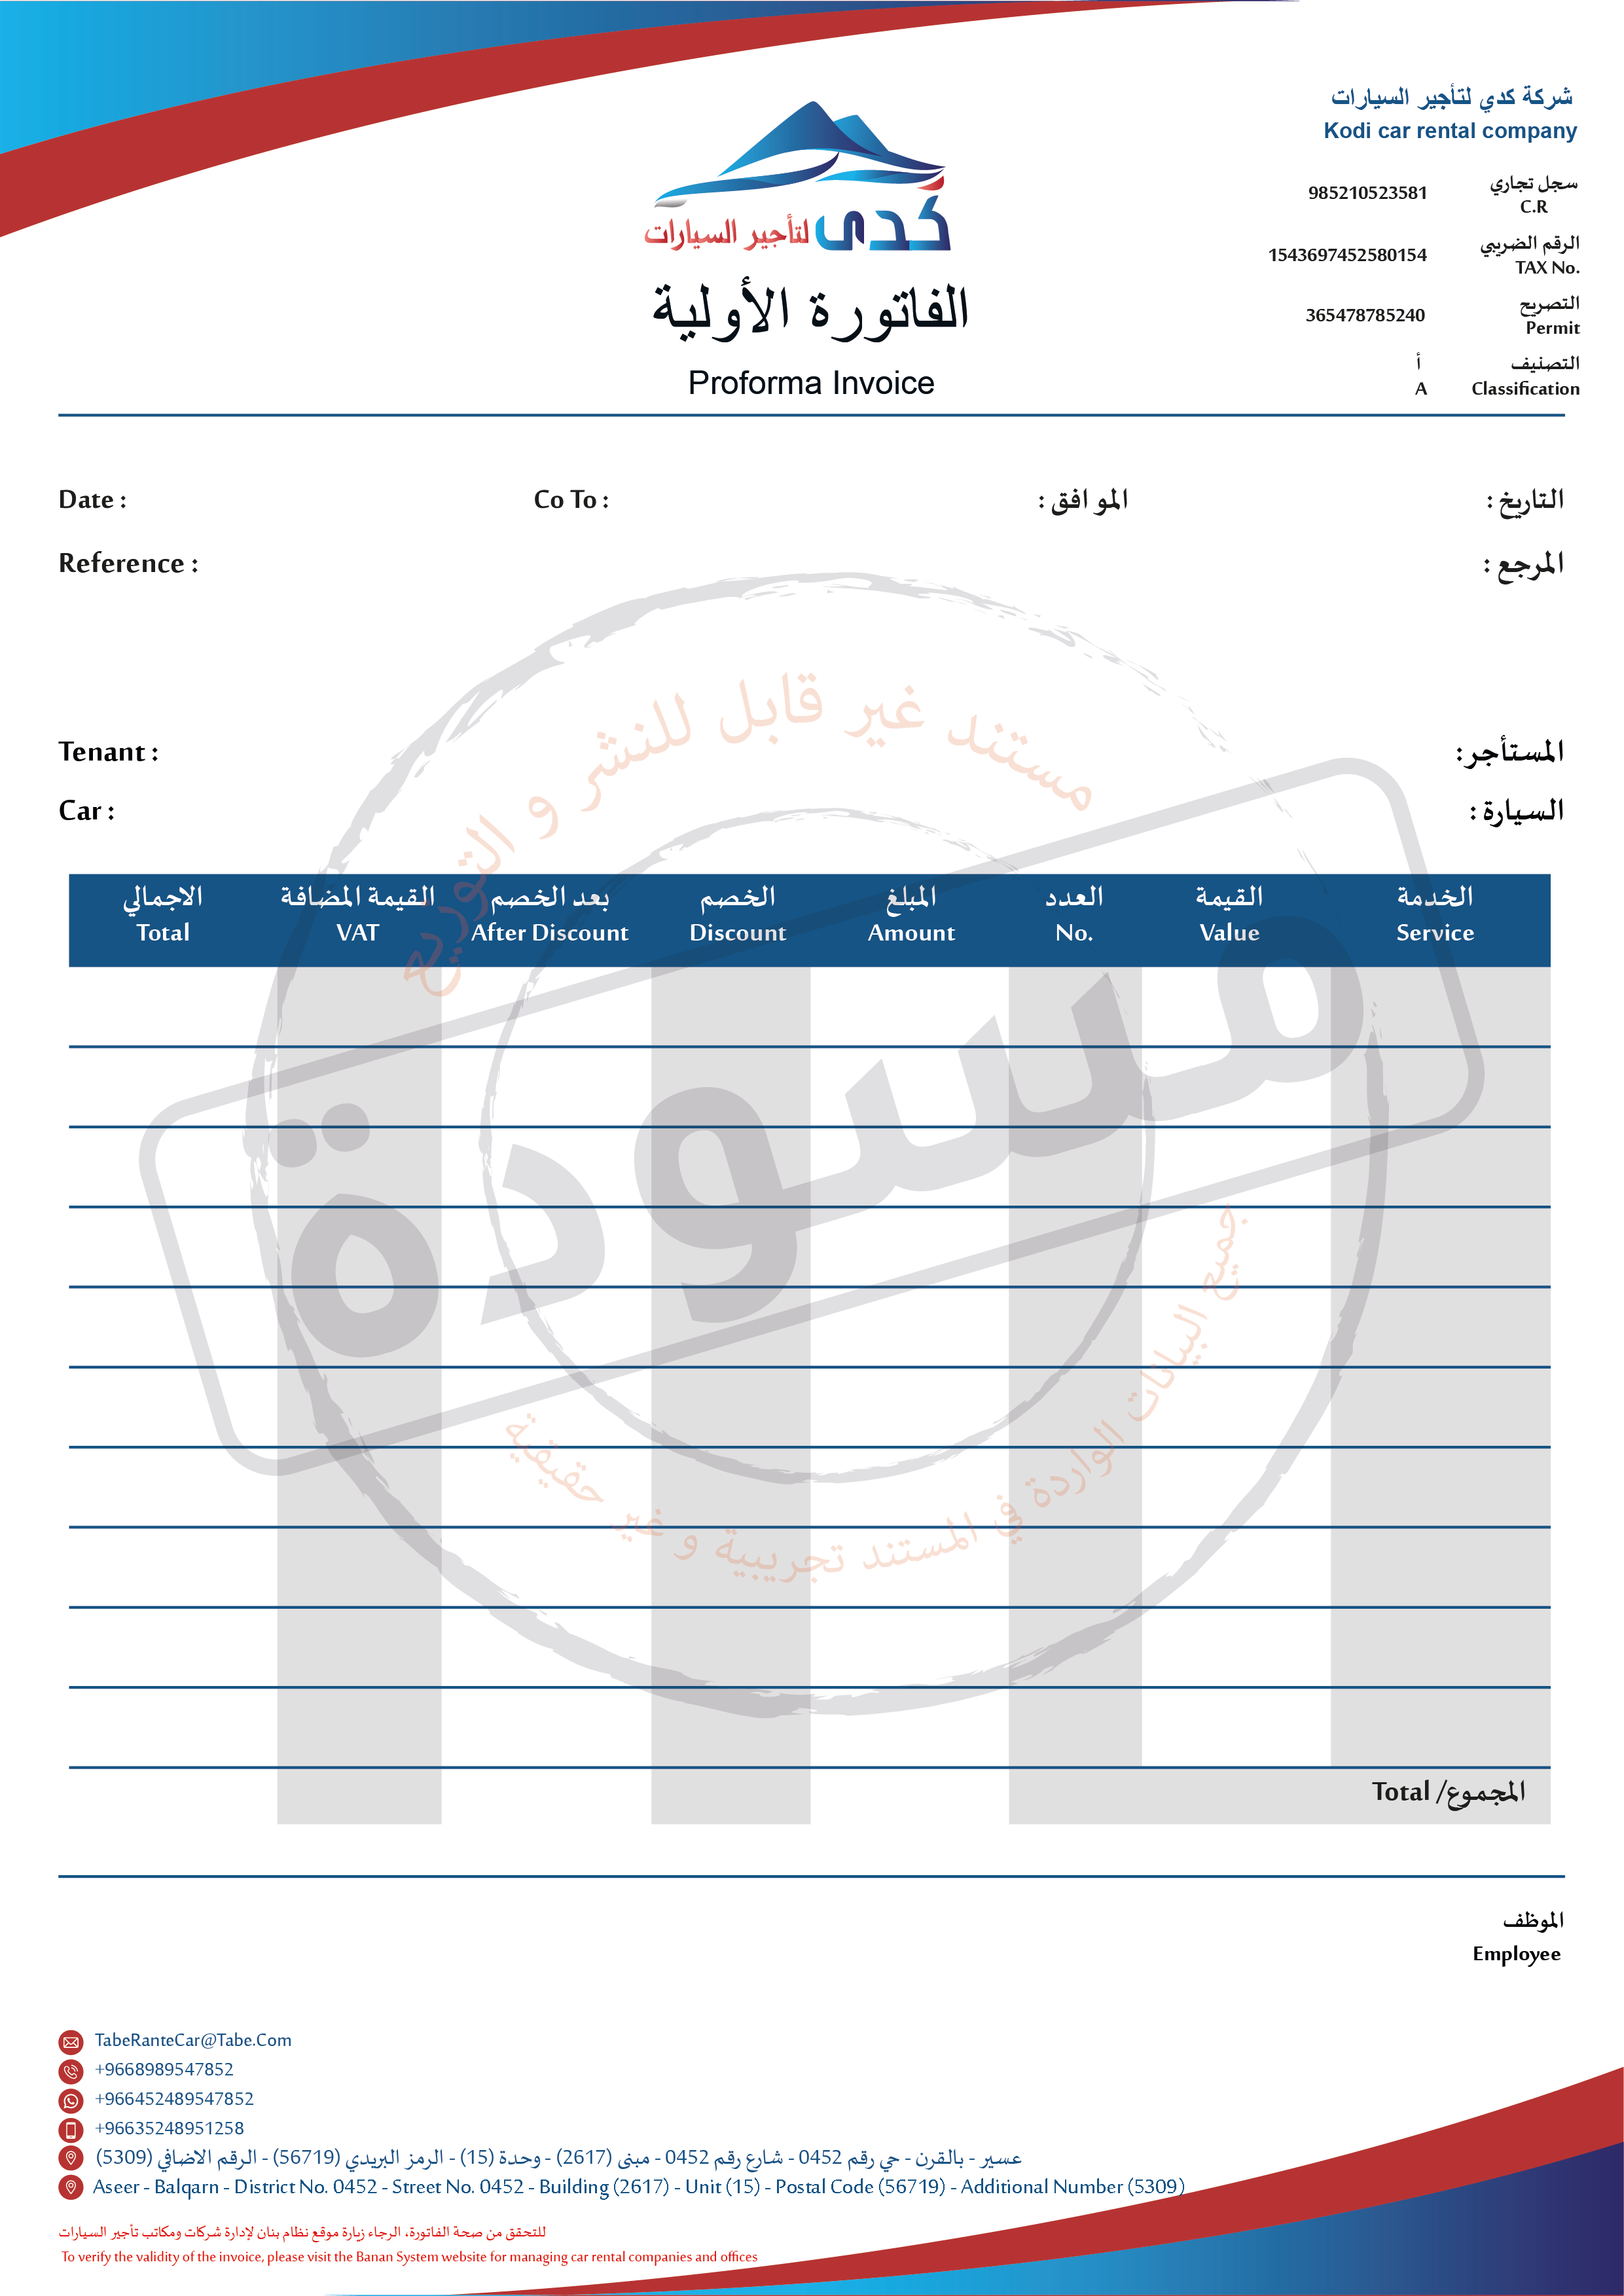 شركة كدي لتأجير السيارات
Kodi car rental company
سجل تجاري 985210523581
C.R
الرقم الضريبي 1543697452580154
TAX No.
التصريح 365478785240
Permit
التصنيف أ
Classification A
كدي لتأجير السيارات
الفاتورة الأولية
Proforma Invoice
Date : Co To : الموافق : التاريخ :
Reference : المرجع :
Tenant : المستأجر:
Car : السيارة :
الخدمة القيمة العدد المبلغ الخصم بعد الخصم القيمة المضافة الاجمالي
Total VAT After Discount Discount Amount No. Value Service
مستند غير قابل للنشر و التوزيع
مسودة
جميع البيانات الواردة في المستند تجريبية و غير حقيقية
المجموع/ Total
الموظف
Employee
TabeRanteCar@Tabe.Com
+9668989547852
+966452489547852
+96635248951258
عسير - بالقرن - حي رقم 0452 - شارع رقم 0452 - مبنى (2617) - وحدة (15) - الرمز البريدي (56719) - الرقم الاضافي (5309)
Aseer - Balqarn - District No. 0452 - Street No. 0452 - Building (2617) - Unit (15) - Postal Code (56719) - Additional Number (5309)
للتحقق من صحة الفاتورة، الرجاء زيارة موقع نظام بنان لإدارة شركات ومكاتب تأجير السيارات
To verify the validity of the invoice, please visit the Banan System website for managing car rental companies and offices